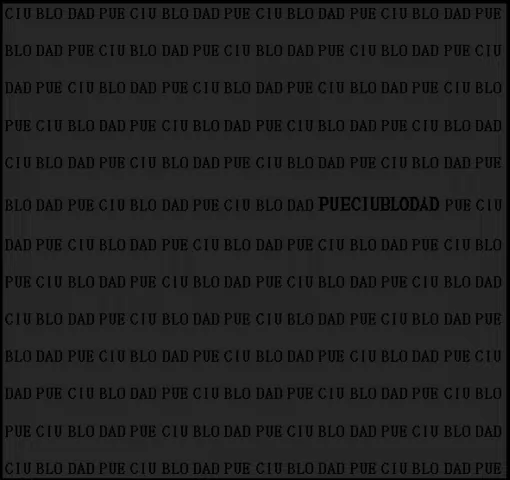 CIU BLO DAD PUE CIU BLO DAD PUE CIU BLO DAD PUE CIU BLO DAD PUE
BLO DAD PUE CIU BLO DAD PUE CIU BLO DAD PUE CIU BLO DAD PUE CIU
DAD PUE CIU BLO DAD PUE CIU BLO DAD PUE CIU BLO DAD PUE CIU BLO
PUE CIU BLO DAD PUE CIU BLO DAD PUE CIU BLO DAD PUE CIU BLO DAD
CIU BLO DAD PUE CIU BLO DAD PUE CIU BLO DAD PUE CIU BLO DAD PUE
BLO DAD PUE CIU BLO DAD PUE CIU BLO DAD PUECIUBLODAD PUE CIU
DAD PUE CIU BLO DAD PUE CIU BLO DAD PUE CIU BLO DAD PUE CIU BLO
PUE CIU BLO DAD PUE CIU BLO DAD PUE CIU BLO DAD PUE CIU BLO DAD
CIU BLO DAD PUE CIU BLO DAD PUE CIU BLO DAD PUE CIU BLO DAD PUE
BLO DAD PUE CIU BLO DAD PUE CIU BLO DAD PUE CIU BLO DAD PUE CIU
DAD PUE CIU BLO DAD PUE CIU BLO DAD PUE CIU BLO DAD PUE CIU BLO
PUE CIU BLO DAD PUE CIU BLO DAD PUE CIU BLO DAD PUE CIU BLO DAD
CIU BLO DAD PUE CIU BLO DAD PUE CIU BLO DAD PUE CIU BLO DAD PUE